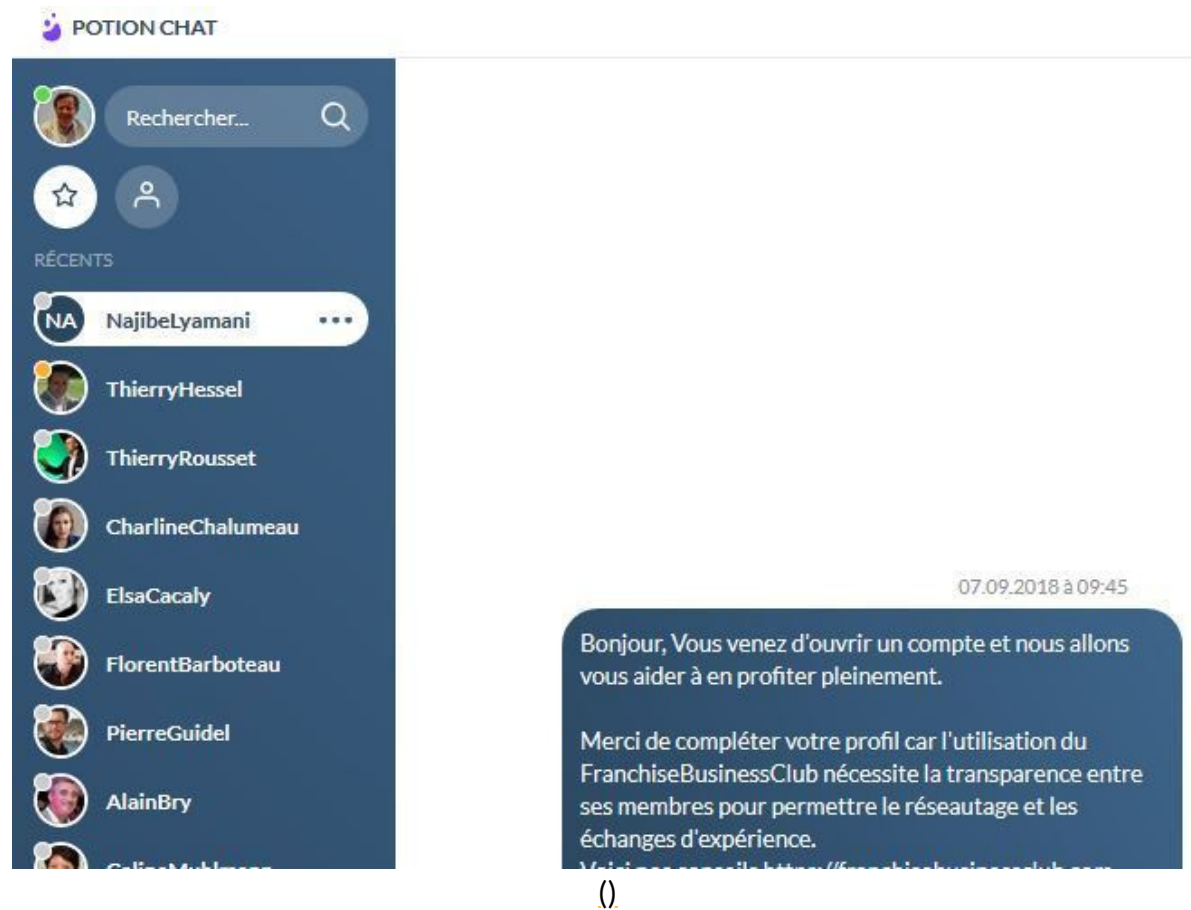 POTION CHAT
Rechercher...
RÉCENTS
NA NajibeLyamani
ThierryHessel
ThierryRousset
CharlineChalumeau
ElsaCacaly
FlorentBarboteau
PierreGuidel
AlainBry
07.09.2018 à 09:45
Bonjour, Vous venez d'ouvrir un compte et nous allons
vous aider à en profiter pleinement.
Merci de compléter votre profil car l'utilisation du
FranchiseBusinessClub nécessite la transparence entre
ses membres pour permettre le réseautage et les
échanges d'expérience.
()